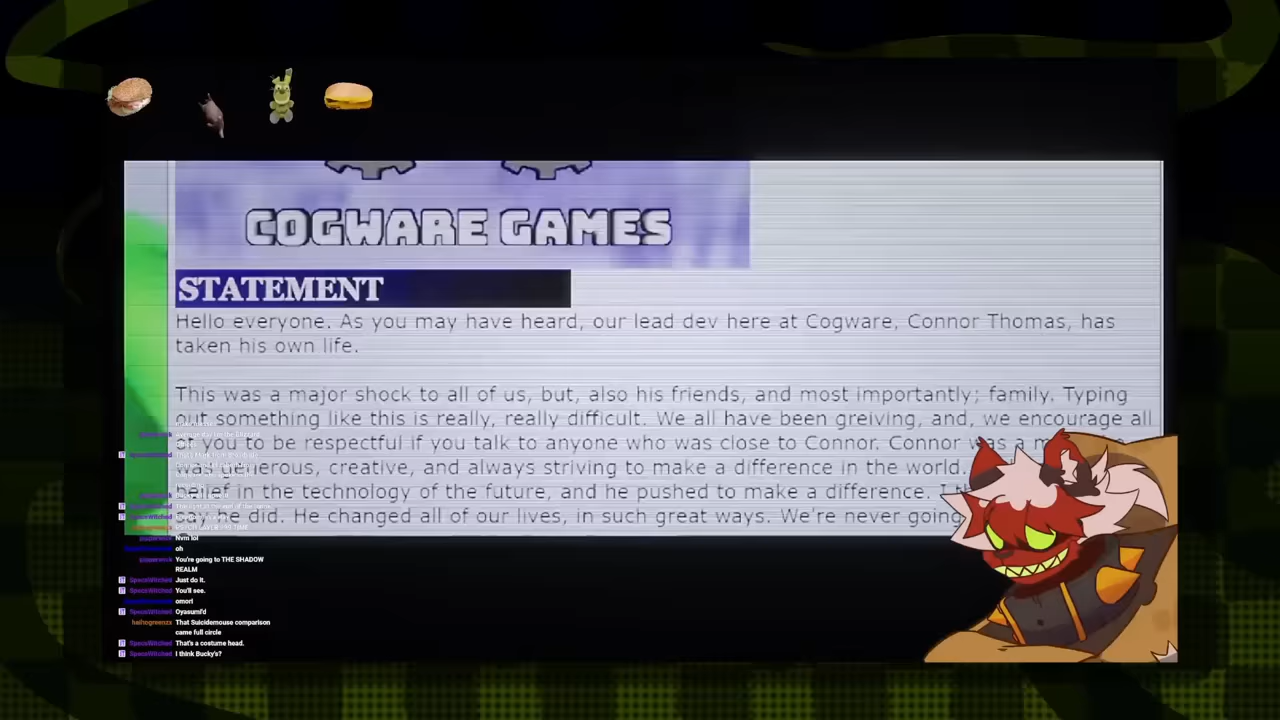 COGWARE GAMES
STATEMENT
Hello everyone. As you may have heard, our lead dev here at Cogware, Connor Thomas, has
taken his own life.
This was a major shock to all of us, but, also his friends, and most importantly; family. Typing
out something like this is really, really difficult. We all have been greiving, and, we encourage all
of you to be respectful if you talk to anyone who was close to Connor. Connor was a
generous, creative, and always striving to make a difference in the world.
belief in the technology of the future, and he pushed to make a difference. I
did. He changed all of our lives, in such great ways. We're never going
Nvm lol
oh
You're going to THE SHADOW
REALM
SpecsWitched Just do it.
SpecsWitched You'll see.
omori
SpecsWitched Oyasumi'd
haihogreenzx That Suicidemouse comparison
came full circle
SpecsWitched That's a costume head.
SpecsWitched I think Bucky's?